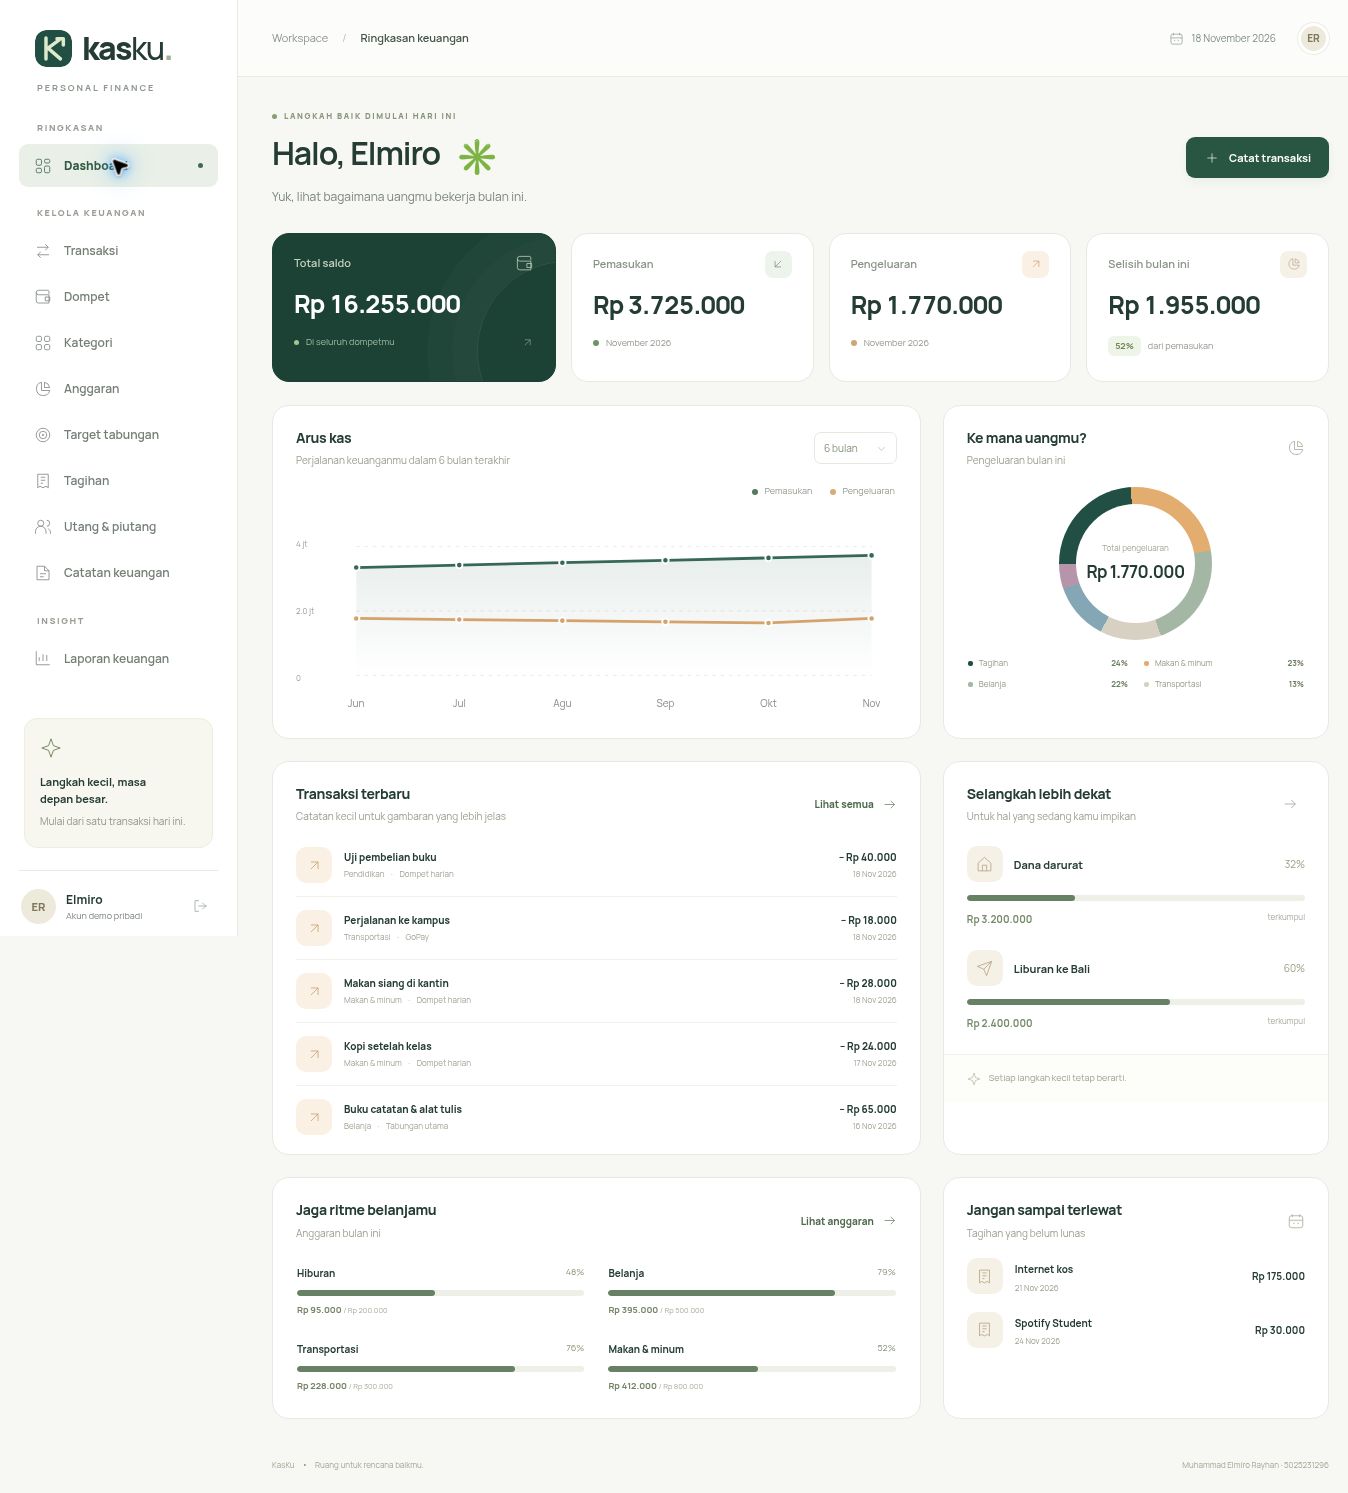 kasku.
PERSONAL FINANCE
RINGKASAN
KELOLA KEUANGAN
Transaksi
Dompet
Kategori
Anggaran
Target tabungan
Tagihan
Utang & piutang
Catatan keuangan
INSIGHT
Laporan keuangan
Langkah kecil, masa
depan besar.
Mulai dari satu transaksi hari ini.
ER
Elmiro
Akun demo pribadi
Workspace / Ringkasan keuangan
18 November 2026
ER
LANGKAH BAIK DIMULAI HARI INI
Halo, Elmiro
Yuk, lihat bagaimana uangmu bekerja bulan ini.
Catat transaksi
Total saldo
Rp 16.255.000
Di seluruh dompetmu
Pemasukan
Rp 3.725.000
November 2026
Pengeluaran
Rp 1.770.000
November 2026
Selisih bulan ini
Rp 1.955.000
52% dari pemasukan
Arus kas
Perjalanan keuanganmu dalam 6 bulan terakhir
6 bulan
Pemasukan
Pengeluaran
4 jt
2.0 jt
0
Jun Jul Agu Sep Okt Nov
Ke mana uangmu?
Pengeluaran bulan ini
Total pengeluaran
Rp 1.770.000
Tagihan 24%
Makan & minum 23%
Belanja 22%
Transportasi 13%
Transaksi terbaru
Catatan kecil untuk gambaran yang lebih jelas
Lihat semua
Uji pembelian buku
– Rp 40.000
Pendidikan · Dompet harian
18 Nov 2026
Perjalanan ke kampus
– Rp 18.000
Transportasi · GoPay
18 Nov 2026
Makan siang di kantin
– Rp 28.000
Makan & minum · Dompet harian
18 Nov 2026
Kopi setelah kelas
– Rp 24.000
Makan & minum · Dompet harian
17 Nov 2026
Buku catatan & alat tulis
– Rp 65.000
Belanja · Tabungan utama
16 Nov 2026
Selangkah lebih dekat
Untuk hal yang sedang kamu impikan
Dana darurat
32%
Rp 3.200.000
terkumpul
Liburan ke Bali
60%
Rp 2.400.000
terkumpul
Setiap langkah kecil tetap berarti.
Jaga ritme belanjamu
Anggaran bulan ini
Lihat anggaran
Hiburan
48%
Rp 95.000 / Rp 200.000
Belanja
79%
Rp 395.000 / Rp 500.000
Transportasi
76%
Rp 228.000 / Rp 300.000
Makan & minum
52%
Rp 412.000 / Rp 800.000
Jangan sampai terlewat
Tagihan yang belum lunas
Internet kos
21 Nov 2026
Rp 175.000
Spotify Student
24 Nov 2026
Rp 30.000
KasKu • Ruang untuk rencana baikmu.
Muhammad Elmiro Rayhan · 5025231296